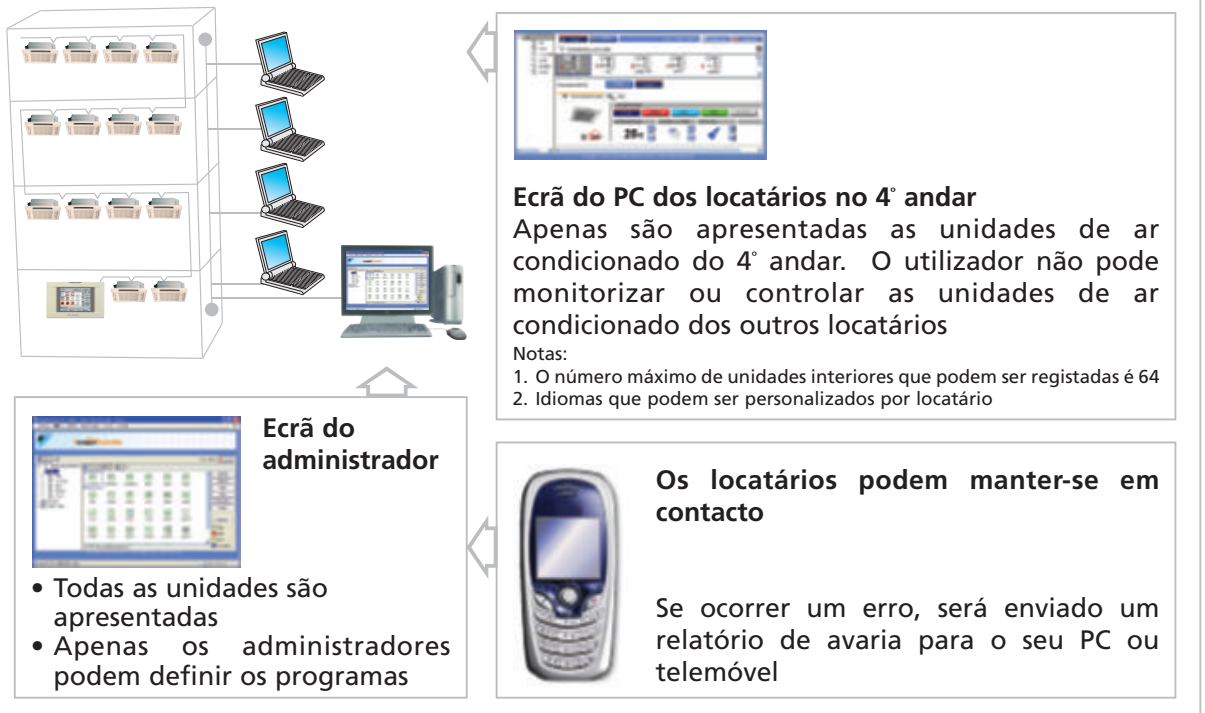 Ecrã do PC dos locatários no 4° andar
Apenas são apresentadas as unidades de ar
condicionado do 4° andar. O utilizador não pode
monitorizar ou controlar as unidades de ar
condicionado dos outros locatários
Notas:
1. O número máximo de unidades interiores que podem ser registadas é 64
2. Idiomas que podem ser personalizados por locatário
Ecrã do
administrador
• Todas as unidades são
apresentadas
• Apenas os administradores
podem definir os programas
Os locatários podem manter-se em
contacto
Se ocorrer um erro, será enviado um
relatório de avaria para o seu PC ou
telemóvel